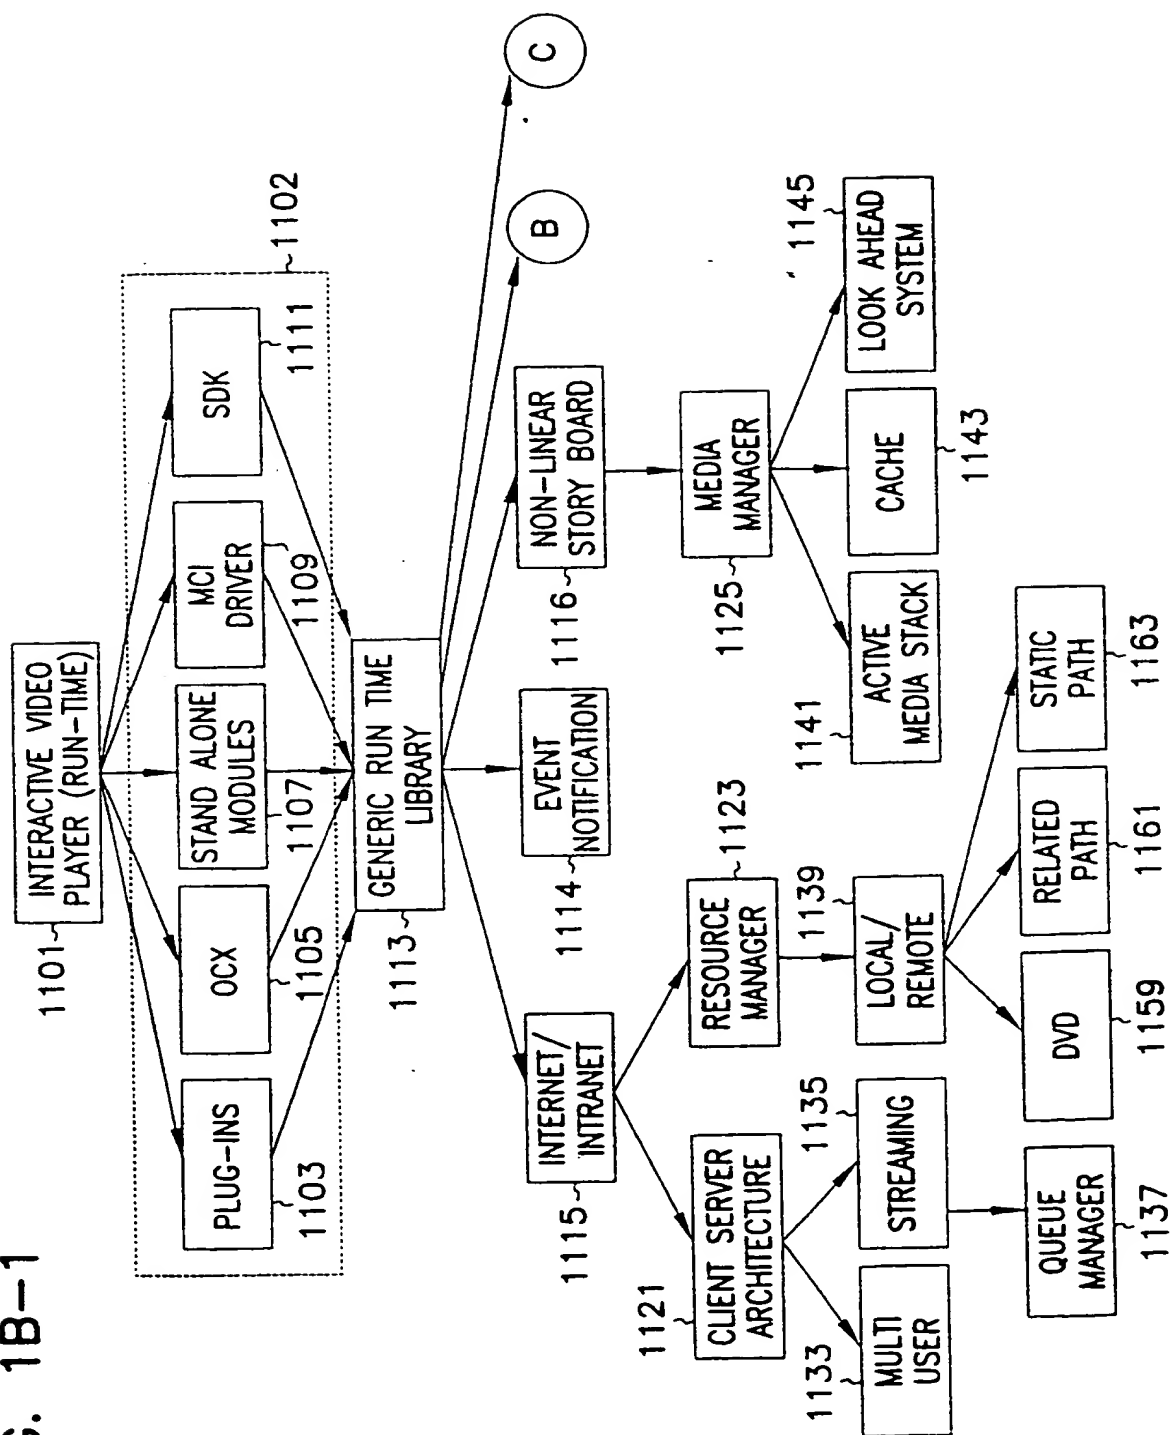 G. 1B-1
INTERACTIVE VIDEO
PLAYER (RUN-TIME)
1101
1102
PLUG-INS
1103
OCX
1105
STAND ALONE
MODULES
1107
MCI
DRIVER
1109
SDK
1111
GENERIC RUN TIME
LIBRARY
1113
C
B
INTERNET/
INTRANET
1115
EVENT
NOTIFICATION
1114
NON-LINEAR
STORY BOARD
1116
CLIENT SERVER
ARCHITECTURE
1121
RESOURCE
MANAGER
1123
MEDIA
MANAGER
1125
MULTI
USER
1133
STREAMING
1135
LOCAL/
REMOTE
1139
ACTIVE
MEDIA STACK
1141
CACHE
1143
LOOK AHEAD
SYSTEM
1145
QUEUE
MANAGER
1137
DVD
1159
RELATED
PATH
1161
STATIC
PATH
1163